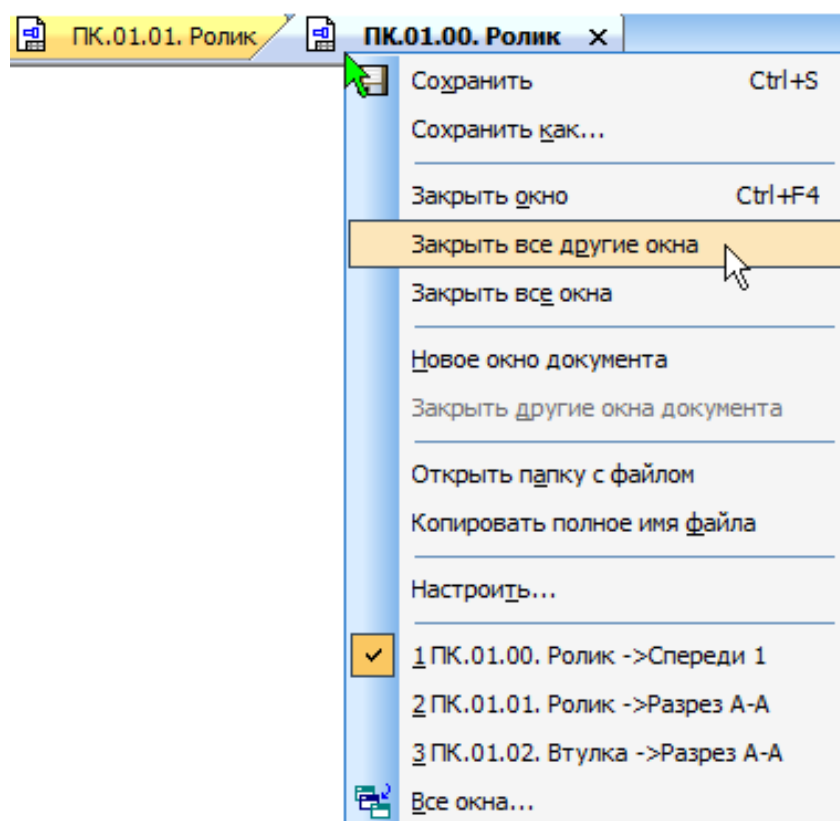 ПК.01.01. Ролик ПК.01.00. Ролик
Сохранить Ctrl+S
Сохранить как...
Закрыть окно Ctrl+F4
Закрыть все другие окна
Закрыть все окна
Новое окно документа
Закрыть другие окна документа
Открыть папку с файлом
Копировать полное имя файла
Настроить...
1 ПК.01.00. Ролик ->Спереди 1
2 ПК.01.01. Ролик ->Разрез А-А
3 ПК.01.02. Втулка ->Разрез А-А
Все окна...